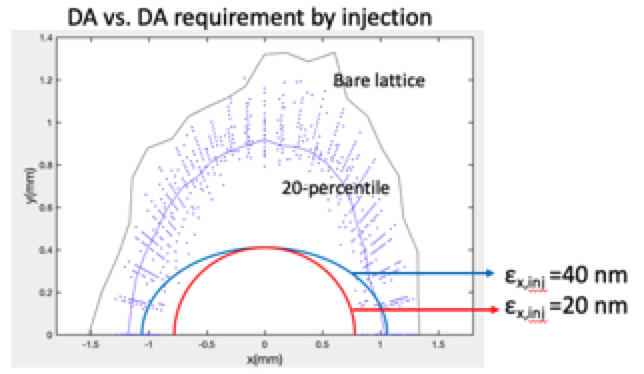 DA vs. DA requirement by injection
1.4
1.2
1
0.8
0.6
0.4
0.2
0
y(mm)
Bare lattice
20-percentile
εx,inj=40 nm
εx,inj=20 nm
-1.5 -1 -0.5 0 0.5 1 1.5
x(mm)